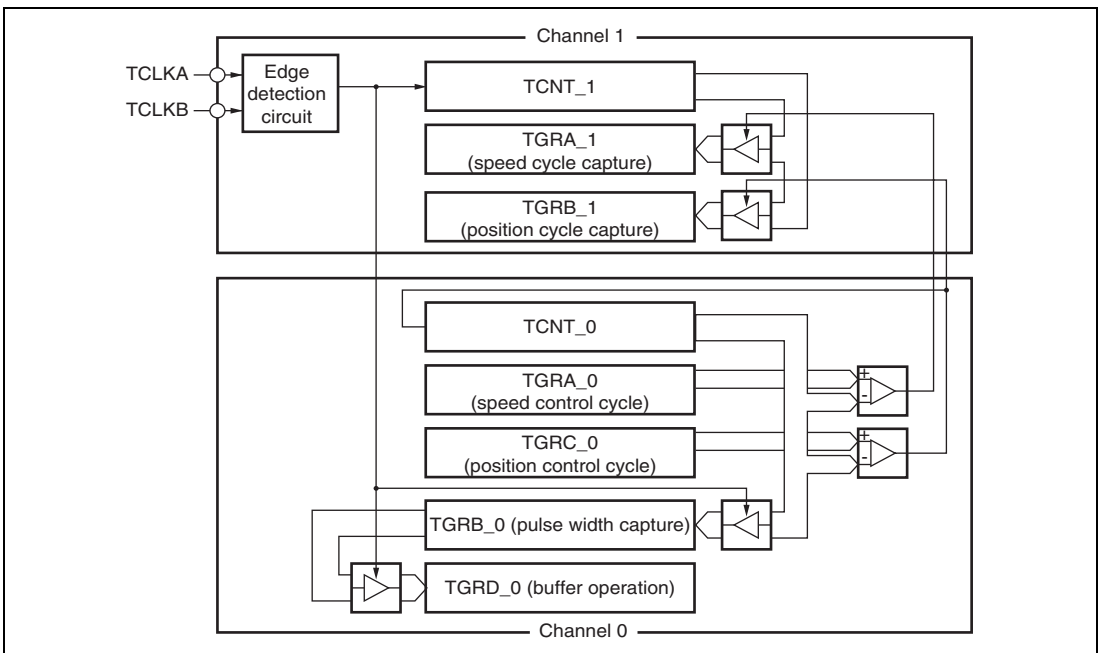 Channel 1
TCLKA
TCLKB
Edge
detection
circuit
TCNT_1
TGRA_1
(speed cycle capture)
TGRB_1
(position cycle capture)
TCNT_0
TGRA_0
(speed control cycle)
+
-
TGRC_0
(position control cycle)
+
-
TGRB_0 (pulse width capture)
TGRD_0 (buffer operation)
Channel 0